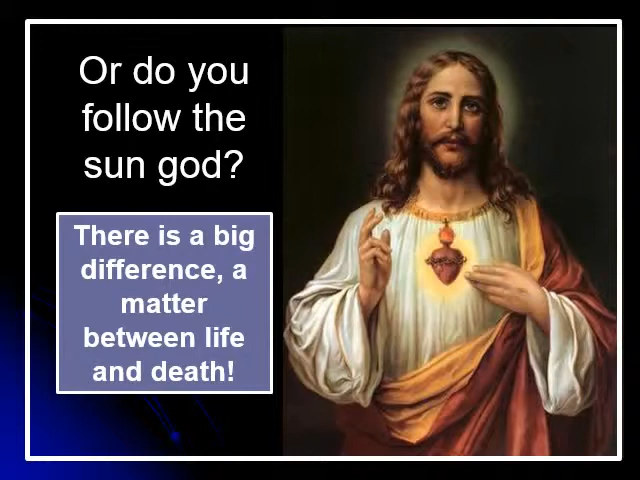 Or do you
follow the
sun god?
There is a big
difference, a
matter
between life
and death!